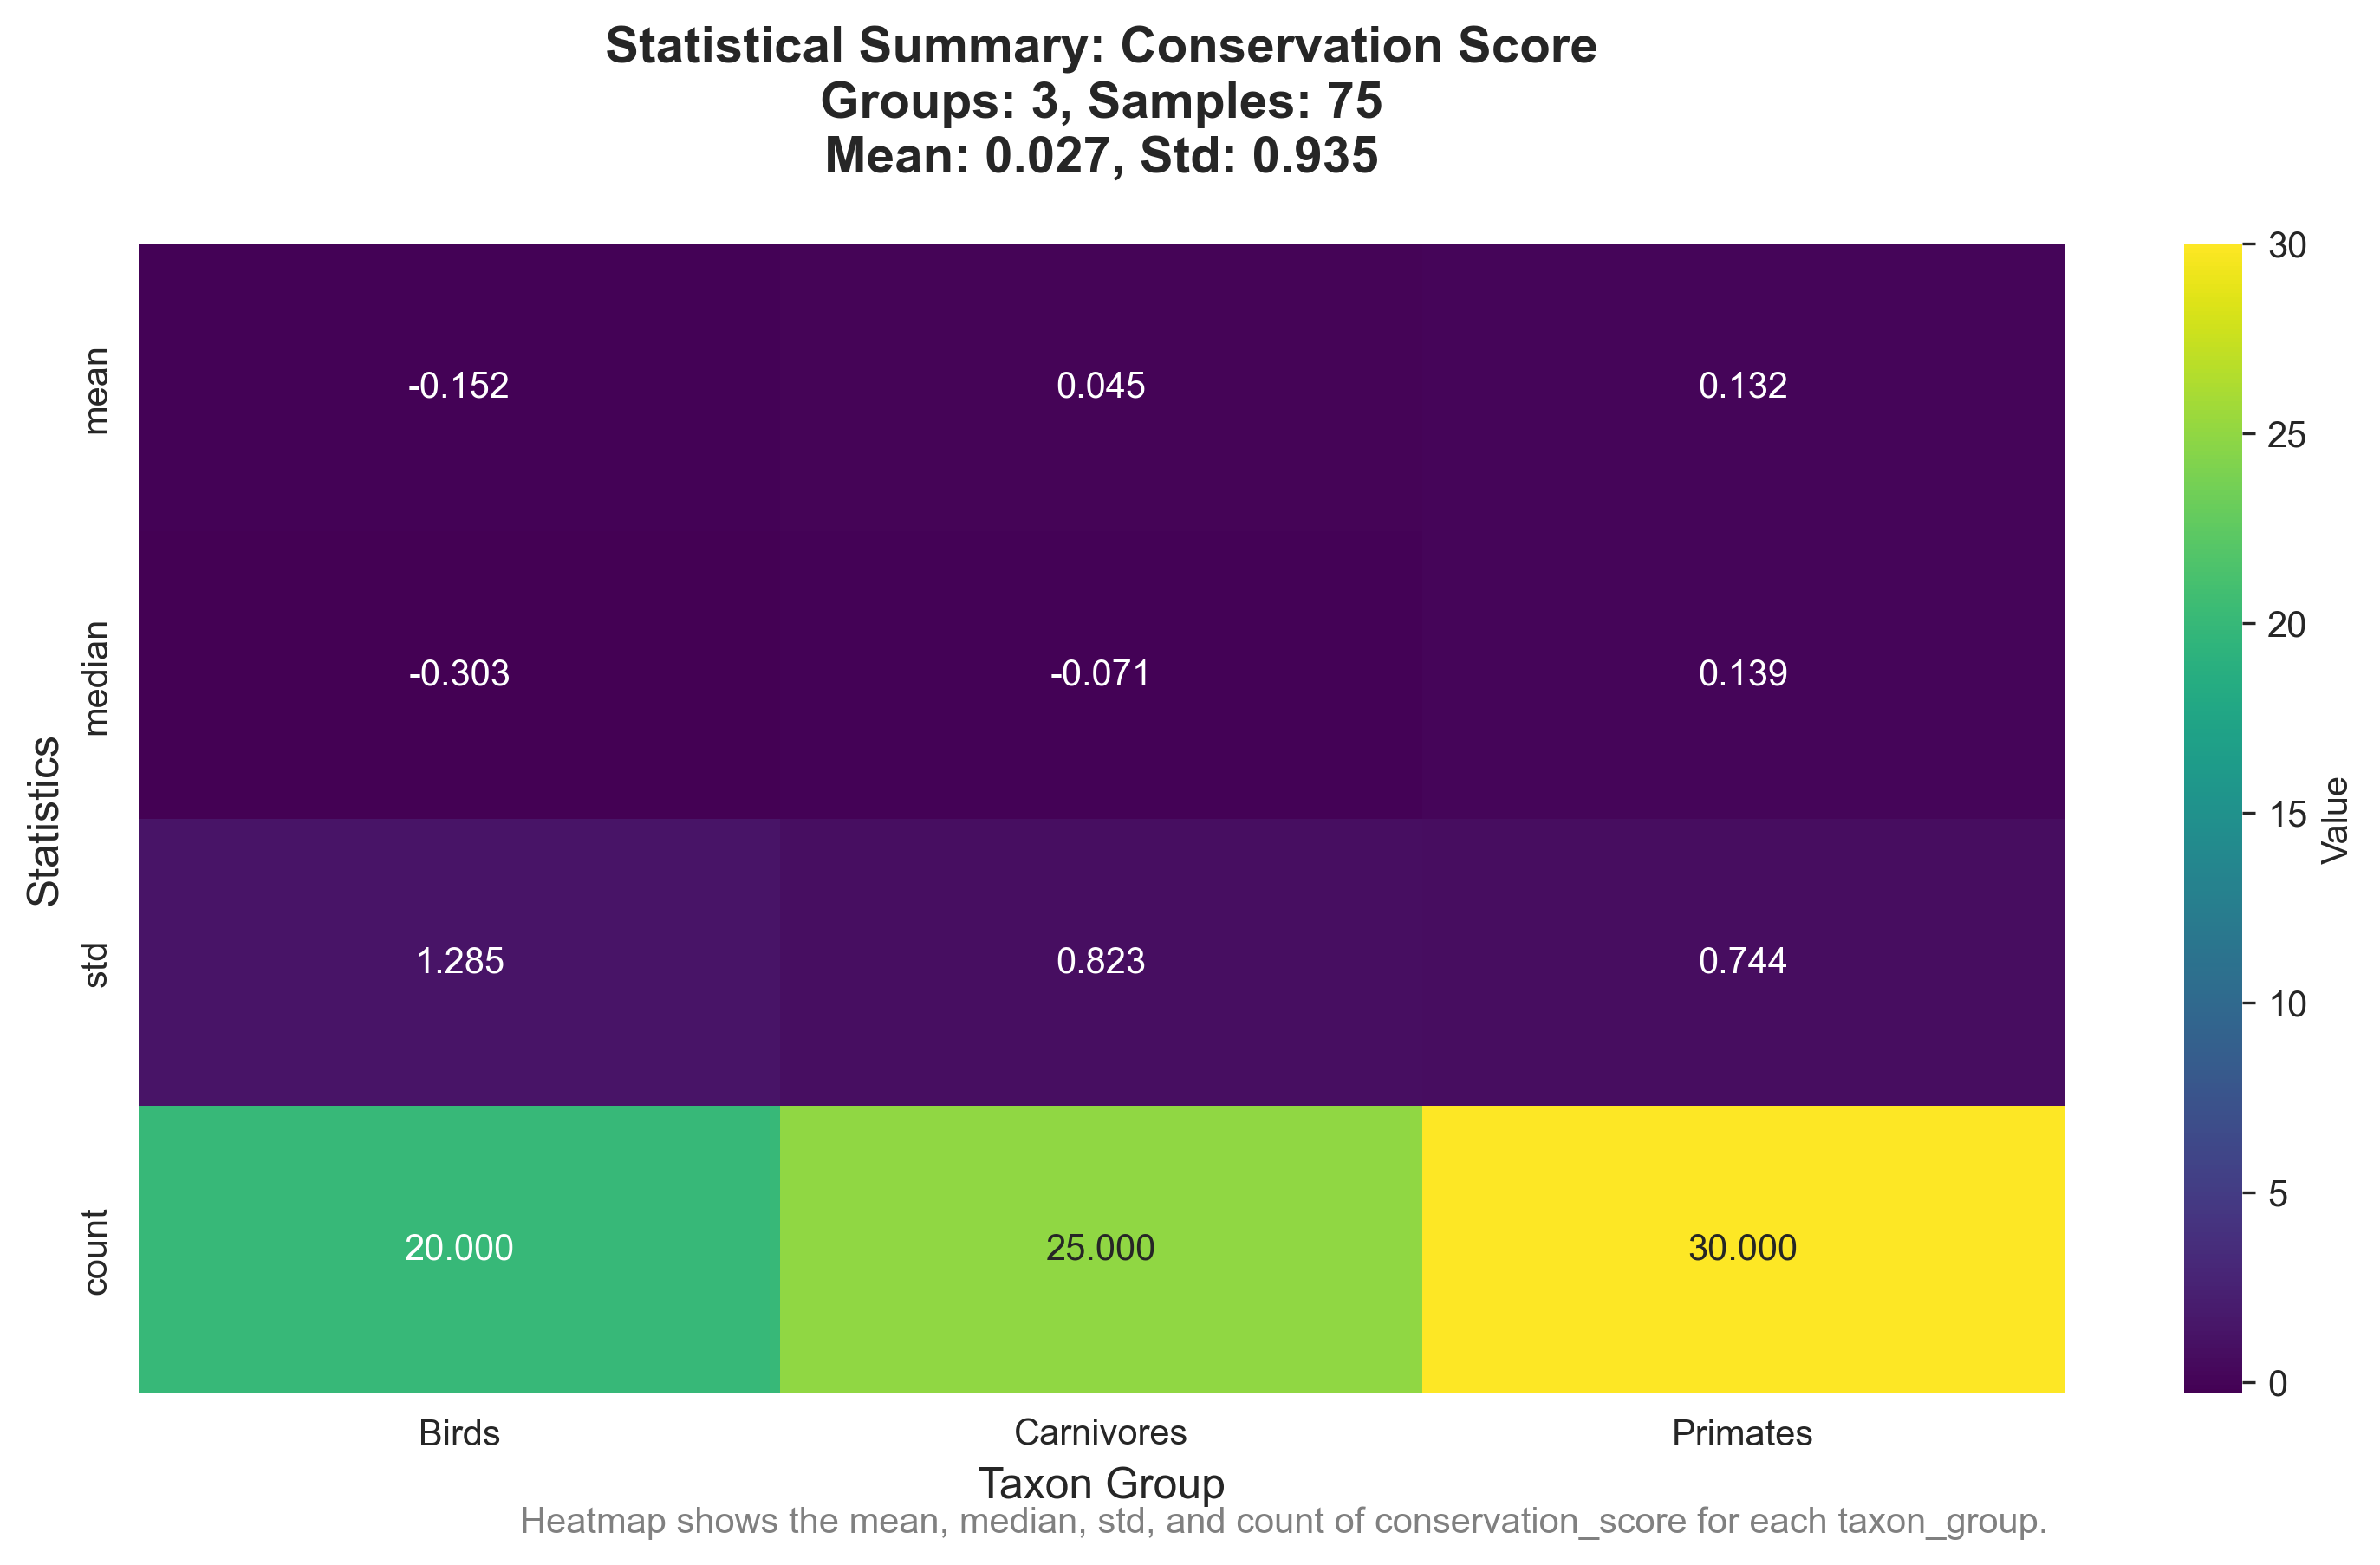 Statistical Summary: Conservation Score
Groups: 3, Samples: 75
Mean: 0.027, Std: 0.935
Statistics
mean
-0.152
0.045
0.132
median
-0.303
-0.071
0.139
std
1.285
0.823
0.744
count
20.000
25.000
30.000
Birds
Carnivores
Primates
Taxon Group
Heatmap shows the mean, median, std, and count of conservation_score for each taxon_group.
30
25
20
15
10
5
0
Value